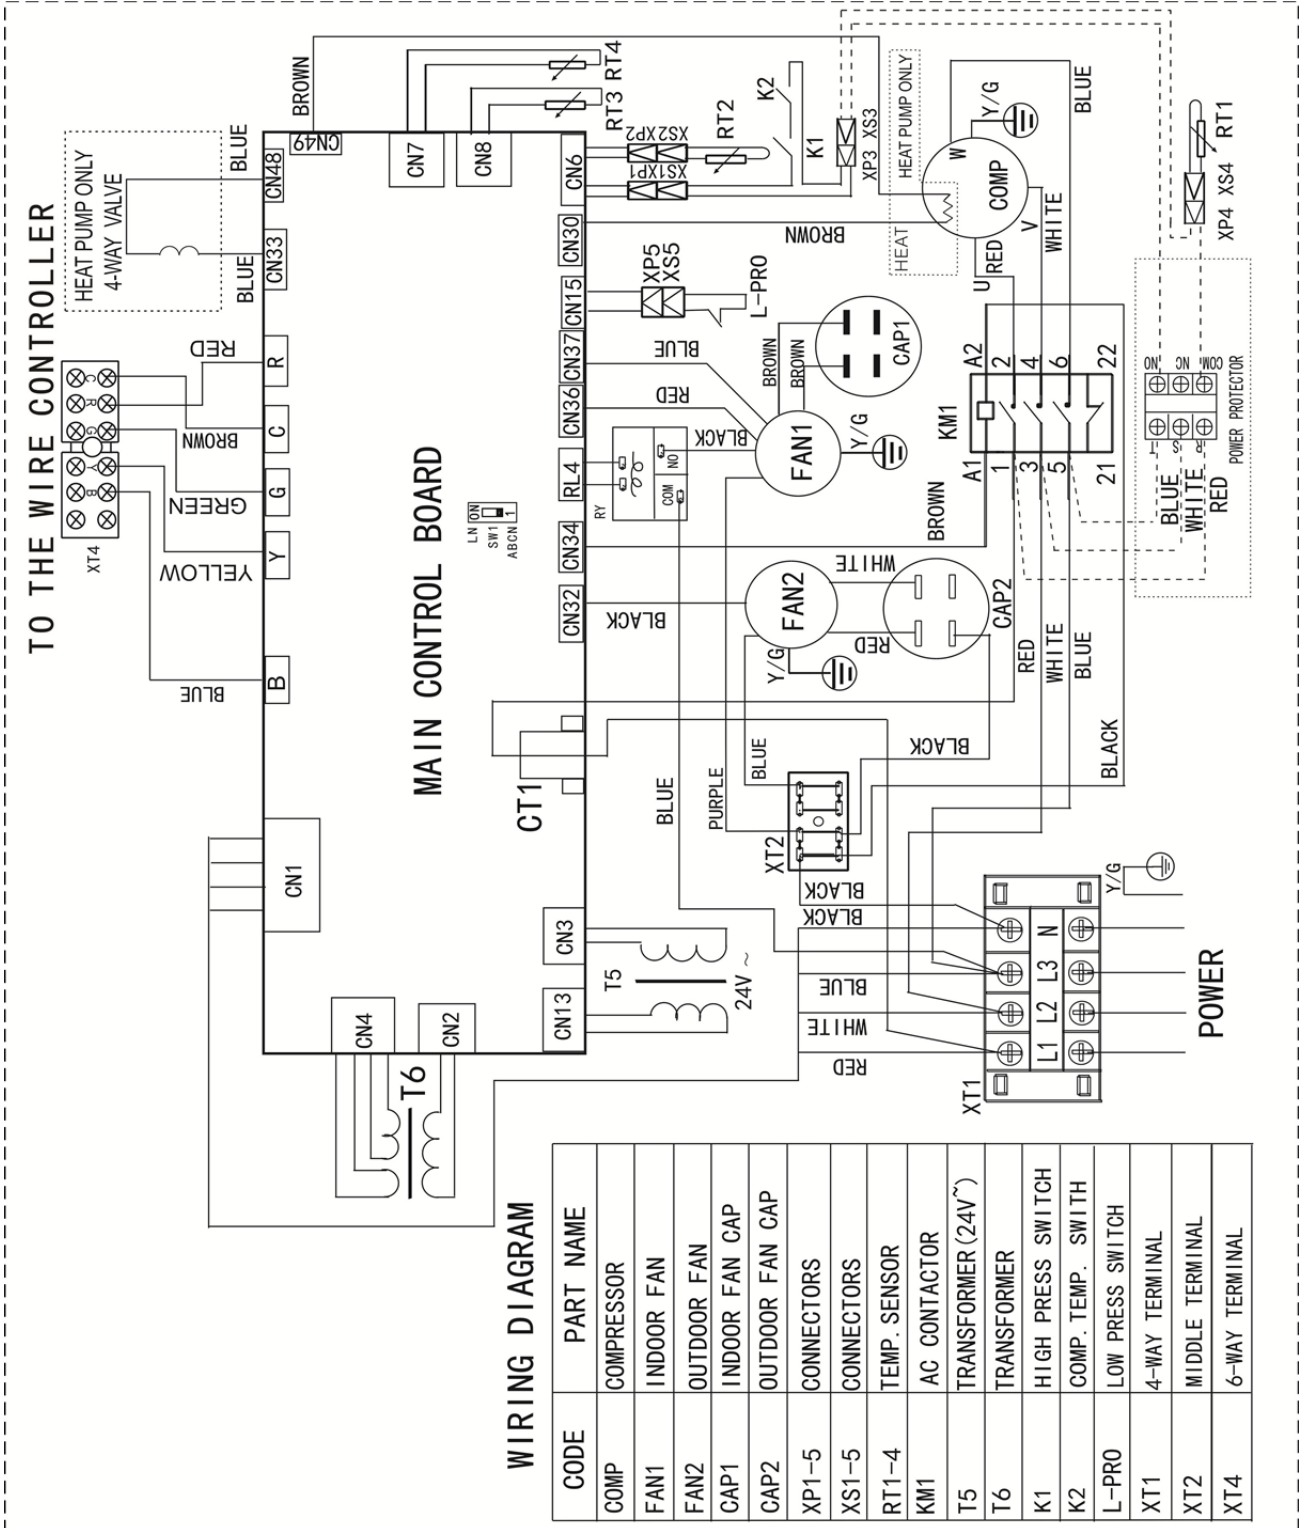 TO THE WIRE CONTROLLER
XT4
C
R
G
Y
B
BLUE
YELLOW
GREEN
BROWN
RED
HEAT PUMP ONLY
4-WAY VALVE
BLUE
BLUE
BROWN
B
Y
G
C
R
CN33
CN48
CN49
CN7
CN8
RT4
RT3
MAIN CONTROL BOARD
LN ON
SW1
ABCN 1
CN1
CN4
CN2
T6
CN13
CN3
T5
24V ~
CT1
CN32
CN34
RL4
CN36
CN37
CN15
CN30
CN6
XS1XP1
XS2XP2
RT2
K2
K1
XP3 XS3
XP5
XS5
L-PRO
BROWN
RY
COM
NO
BLACK
RED
BLUE
BLACK
BLUE
PURPLE
BLUE
FAN1
Y/G
BROWN
BROWN
CAP1
FAN2
Y/G
WHITE
RED
CAP2
BLACK
XT2
HEAT PUMP ONLY
HEAT
COMP
W
V
U
Y/G
BLUE
WHITE
RED
BROWN
KM1
A1
A2
1
2
3
4
5
6
21
22
RED
WHITE
BLUE
BLACK
XP4 XS4
RT1
NO
NC
COM
T
S
R
POWER PROTECTOR
BLUE
WHITE
RED
BLACK
BLACK
BLUE
WHITE
RED
XT1
L1
L2
L3
N
Y/G
POWER
WIRING DIAGRAM
CODE PART NAME
COMP COMPRESSOR
FAN1 INDOOR FAN
FAN2 OUTDOOR FAN
CAP1 INDOOR FAN CAP
CAP2 OUTDOOR FAN CAP
XP1-5 CONNECTORS
XS1-5 CONNECTORS
RT1-4 TEMP. SENSOR
KM1 AC CONTACTOR
T5 TRANSFORMER(24V~)
T6 TRANSFORMER
K1 HIGH PRESS SWITCH
K2 COMP. TEMP. SWITH
L-PRO LOW PRESS SWITCH
XT1 4-WAY TERMINAL
XT2 MIDDLE TERMINAL
XT4 6-WAY TERMINAL